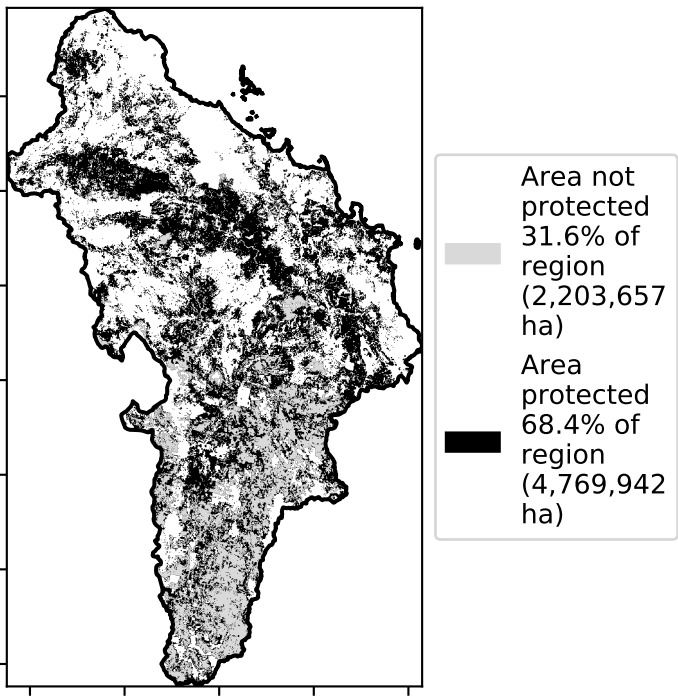 Area not
protected
31.6% of
region
(2,203,657
ha)
Area
protected
68.4% of
region
(4,769,942
ha)